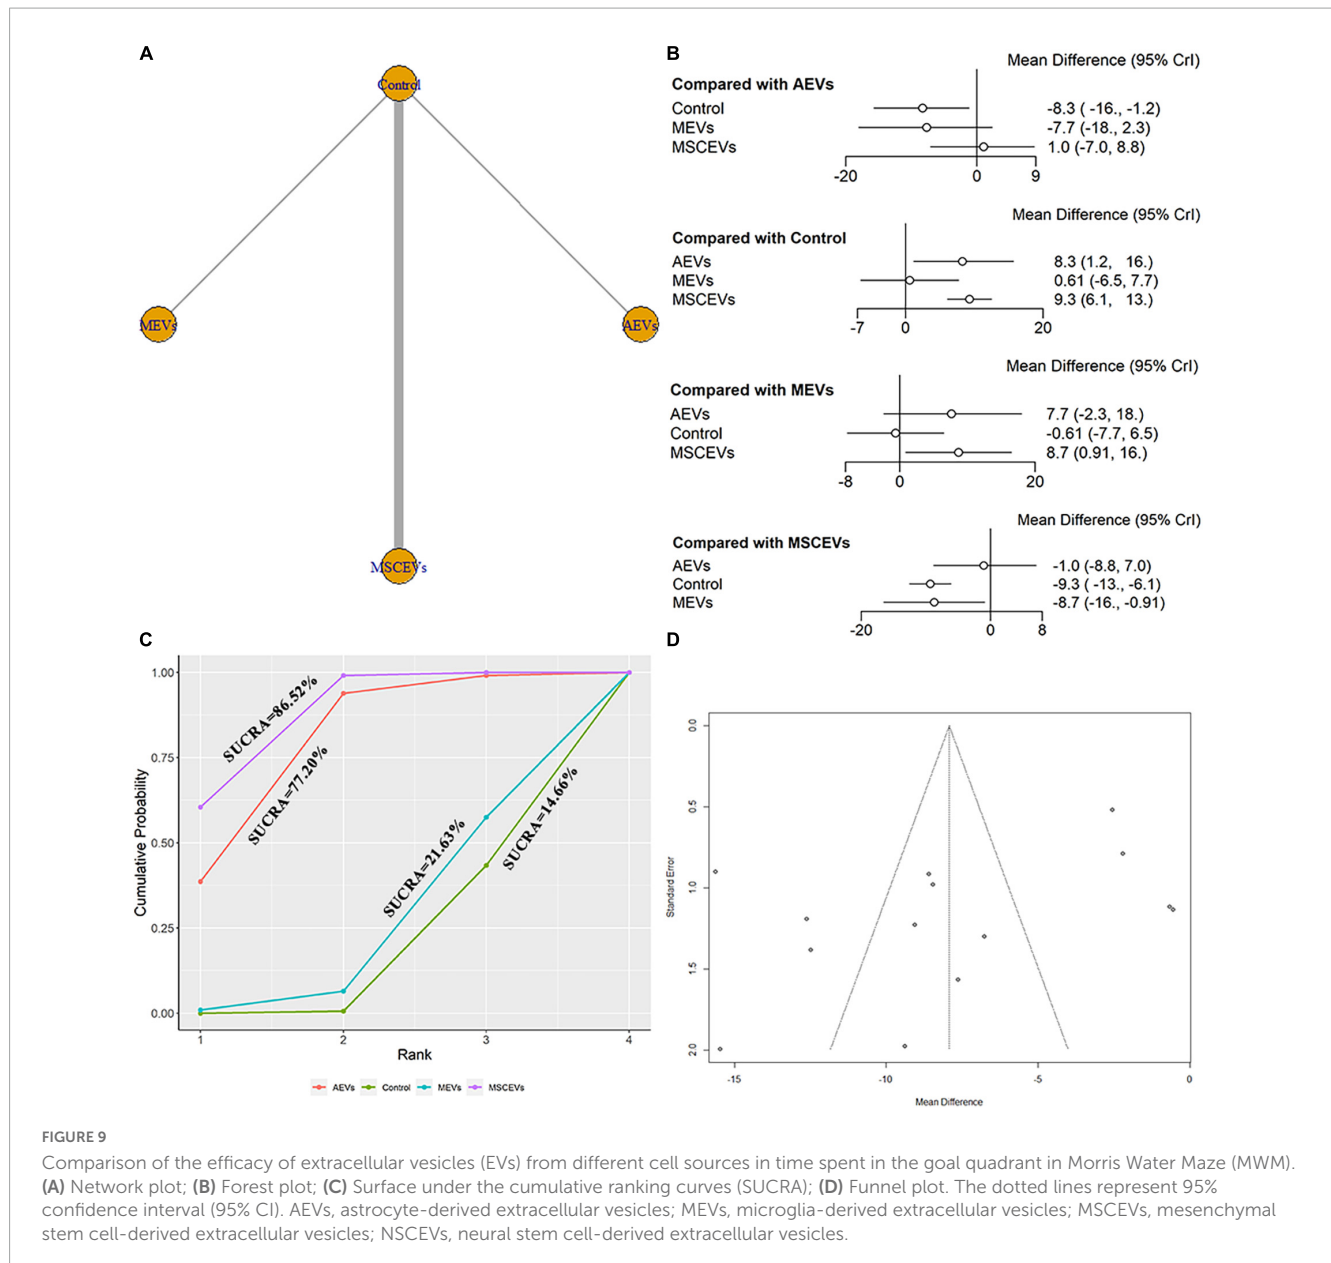 A
Control
MEVs
AEVs
MSCEVs
B
Mean Difference (95% CrI)
Compared with AEVs
Control -8.3 ( -16., -1.2)
MEVs -7.7 (-18., 2.3)
MSCEVs 1.0 (-7.0, 8.8)
-20 0 9
Mean Difference (95% CrI)
Compared with Control
AEVs 8.3 (1.2, 16.)
MEVs 0.61 (-6.5, 7.7)
MSCEVs 9.3 (6.1, 13.)
-7 0 20
Mean Difference (95% CrI)
Compared with MEVs
AEVs 7.7 (-2.3, 18.)
Control -0.61 (-7.7, 6.5)
MSCEVs 8.7 (0.91, 16.)
-8 0 20
Mean Difference (95% CrI)
Compared with MSCEVs
AEVs -1.0 (-8.8, 7.0)
Control -9.3 ( -13., -6.1)
MEVs -8.7 (-16., -0.91)
-20 0 8
C
Cumulative Probability
1.00
0.75
0.50
0.25
0.00
SUCRA=86.52%
SUCRA=77.20%
SUCRA=21.63%
SUCRA=14.66%
1 2 3 4
Rank
AEVs Control MEVs MSCEVs
D
Standard Error
0.0
0.5
1.0
1.5
2.0
-15 -10 -5 0
Mean Difference
FIGURE 9
Comparison of the efficacy of extracellular vesicles (EVs) from different cell sources in time spent in the goal quadrant in Morris Water Maze (MWM).
(A) Network plot; (B) Forest plot; (C) Surface under the cumulative ranking curves (SUCRA); (D) Funnel plot. The dotted lines represent 95%
confidence interval (95% CI). AEVs, astrocyte-derived extracellular vesicles; MEVs, microglia-derived extracellular vesicles; MSCEVs, mesenchymal
stem cell-derived extracellular vesicles; NSCEVs, neural stem cell-derived extracellular vesicles.